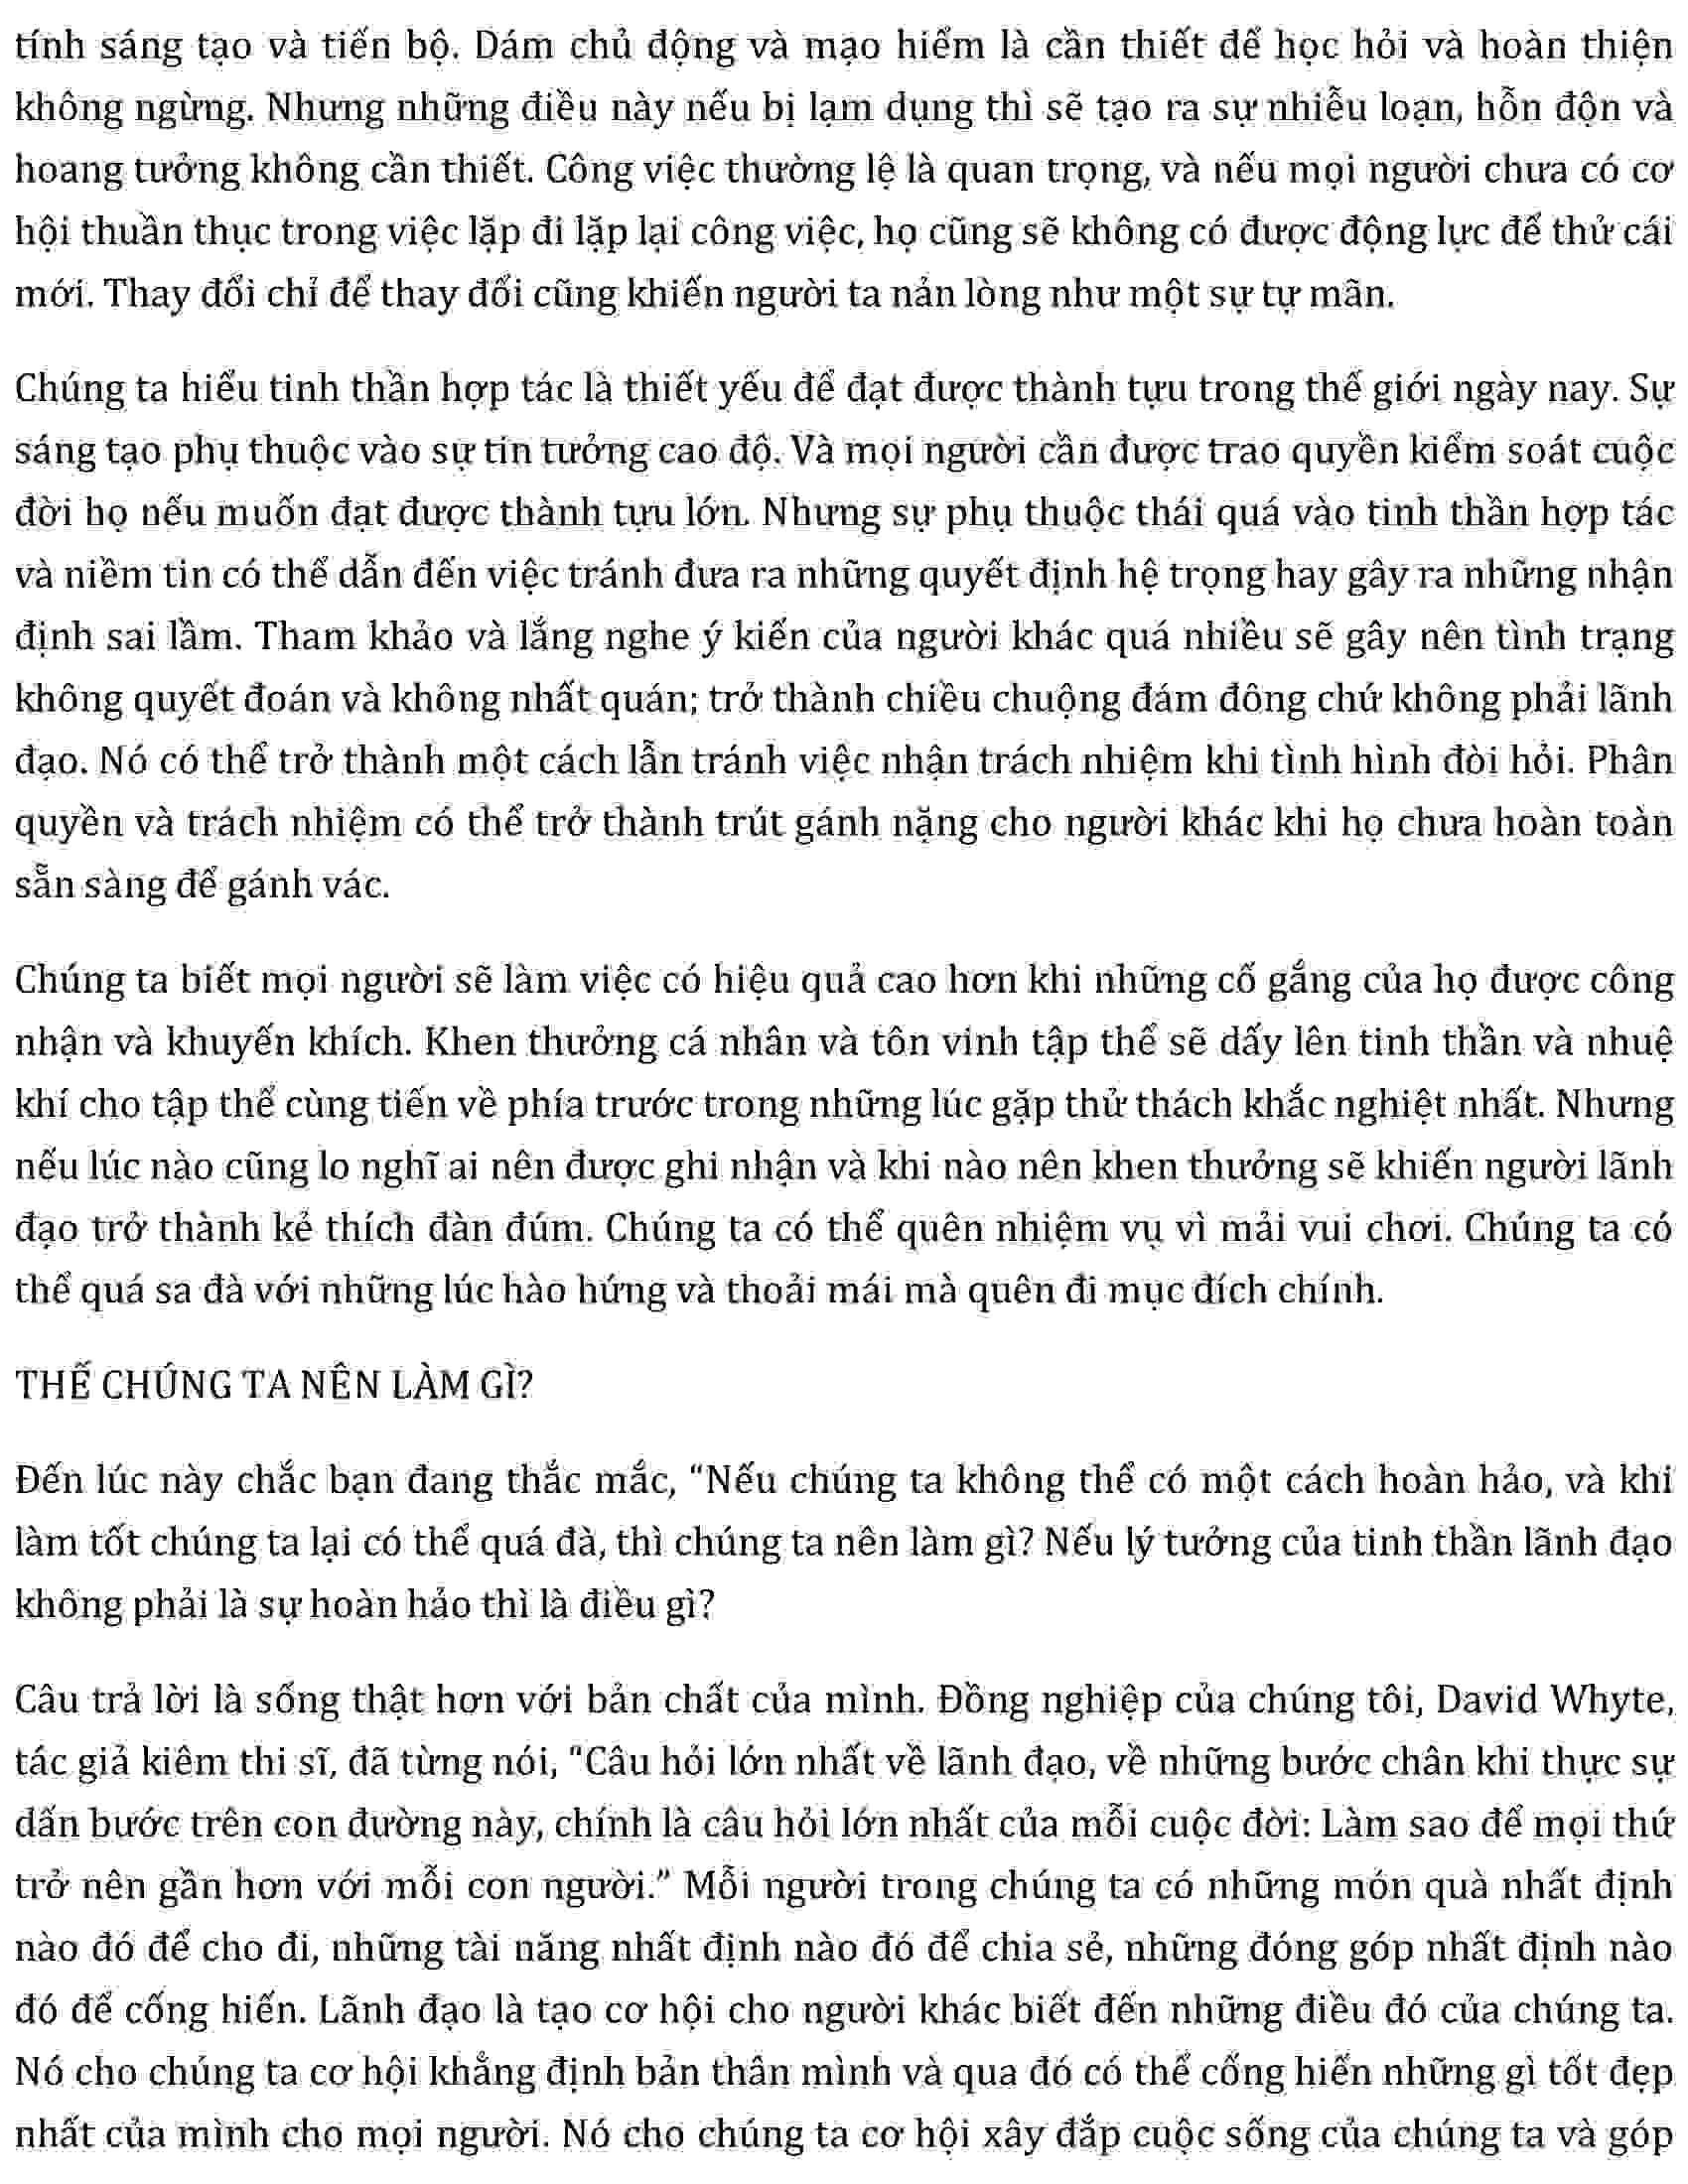 tính sáng tạo và tiến bộ. Dám chủ động và mạo hiểm là cần thiết để học hỏi và hoàn thiện
không ngừng. Nhưng những điều này nếu bị lạm dụng thì sẽ tạo ra sự nhiễu loạn, hỗn độn và
hoang tưởng không cần thiết. Công việc thường lệ là quan trọng, và nếu mọi người chưa có cơ
hội thuần thục trong việc lặp đi lặp lại công việc, họ cũng sẽ không có được động lực để thử cái
mới. Thay đổi chỉ để thay đổi cũng khiến người ta nản lòng như một sự tự mãn.
Chúng ta hiểu tinh thần hợp tác là thiết yếu để đạt được thành tựu trong thế giới ngày nay. Sự
sáng tạo phụ thuộc vào sự tin tưởng cao độ. Và mọi người cần được trao quyền kiểm soát cuộc
đời họ nếu muốn đạt được thành tựu lớn. Nhưng sự phụ thuộc thái quá vào tinh thần hợp tác
và niềm tin có thể dẫn đến việc tránh đưa ra những quyết định hệ trọng hay gây ra những nhận
định sai lầm. Tham khảo và lắng nghe ý kiến của người khác quá nhiều sẽ gây nên tình trạng
không quyết đoán và không nhất quán; trở thành chiều chuộng đám đông chứ không phải lãnh
đạo. Nó có thể trở thành một cách lẩn tránh việc nhận trách nhiệm khi tình hình đòi hỏi. Phân
quyền và trách nhiệm có thể trở thành trút gánh nặng cho người khác khi họ chưa hoàn toàn
sẵn sàng để gánh vác.
Chúng ta biết mọi người sẽ làm việc có hiệu quả cao hơn khi những cố gắng của họ được công
nhận và khuyến khích. Khen thưởng cá nhân và tôn vinh tập thể sẽ dấy lên tinh thần và nhuệ
khí cho tập thể cùng tiến về phía trước trong những lúc gặp thử thách khắc nghiệt nhất. Nhưng
nếu lúc nào cũng lo nghĩ ai nên được ghi nhận và khi nào nên khen thưởng sẽ khiến người lãnh
đạo trở thành kẻ thích đàn đúm. Chúng ta có thể quên nhiệm vụ vì mải vui chơi. Chúng ta có
thể quá sa đà với những lúc hào hứng và thoải mái mà quên đi mục đích chính.
THẾ CHÚNG TA NÊN LÀM GÌ?
Đến lúc này chắc bạn đang thắc mắc, “Nếu chúng ta không thể có một cách hoàn hảo, và khi
làm tốt chúng ta lại có thể quá đà, thì chúng ta nên làm gì? Nếu lý tưởng của tinh thần lãnh đạo
không phải là sự hoàn hảo thì là điều gì?
Câu trả lời là sống thật hơn với bản chất của mình. Đồng nghiệp của chúng tôi, David Whyte,
tác giả kiêm thi sĩ, đã từng nói, “Câu hỏi lớn nhất về lãnh đạo, về những bước chân khi thực sự
dấn bước trên con đường này, chính là câu hỏi lớn nhất của mỗi cuộc đời: Làm sao để mọi thứ
trở nên gần hơn với mỗi con người.” Mỗi người trong chúng ta có những món quà nhất định
nào đó để cho đi, những tài năng nhất định nào đó để chia sẻ, những đóng góp nhất định nào
đó để cống hiến. Lãnh đạo là tạo cơ hội cho người khác biết đến những điều đó của chúng ta.
Nó cho chúng ta cơ hội khẳng định bản thân mình và qua đó có thể cống hiến những gì tốt đẹp
nhất của mình cho mọi người. Nó cho chúng ta cơ hội xây đắp cuộc sống của chúng ta và góp